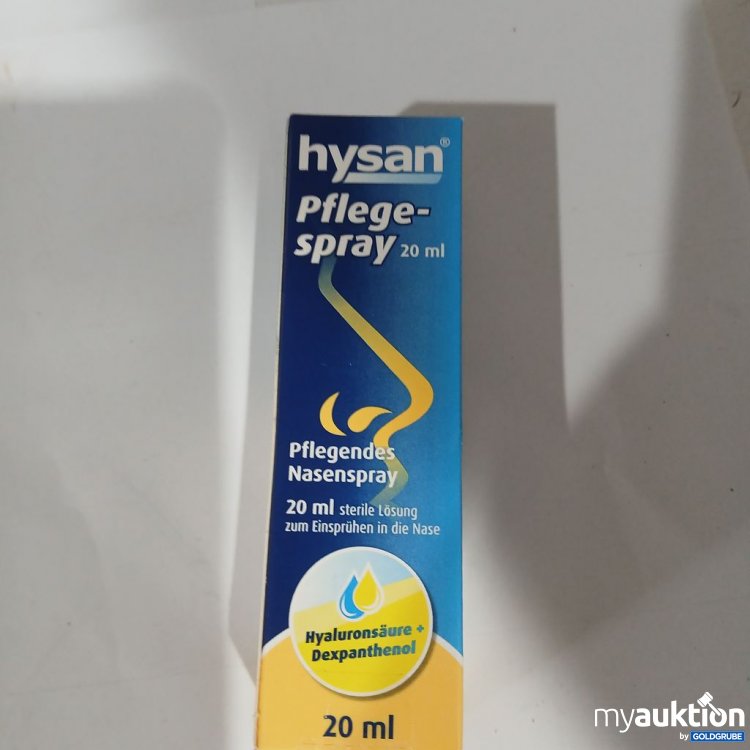 hysan®
Pflege-
spray 20 ml
Pflegendes
Nasenspray
20 ml sterile Lösung
zum Einsprühen in die Nase
Hyaluronsäure +
Dexpanthenol
20 ml
myauktion
by GOLDGRUBE